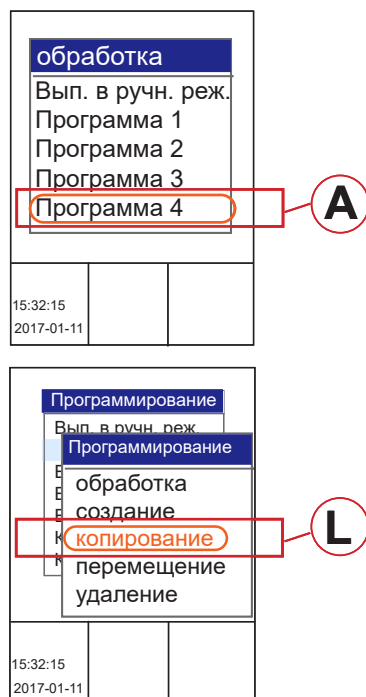 обработка
Вып. в ручн. реж.
Программа 1
Программа 2
Программа 3
Программа 4
A
15:32:15
2017-01-11
Программирование
Вып. в ручн. реж.
Программирование
обработка
создание
копирование
перемещение
удаление
L
15:32:15
2017-01-11